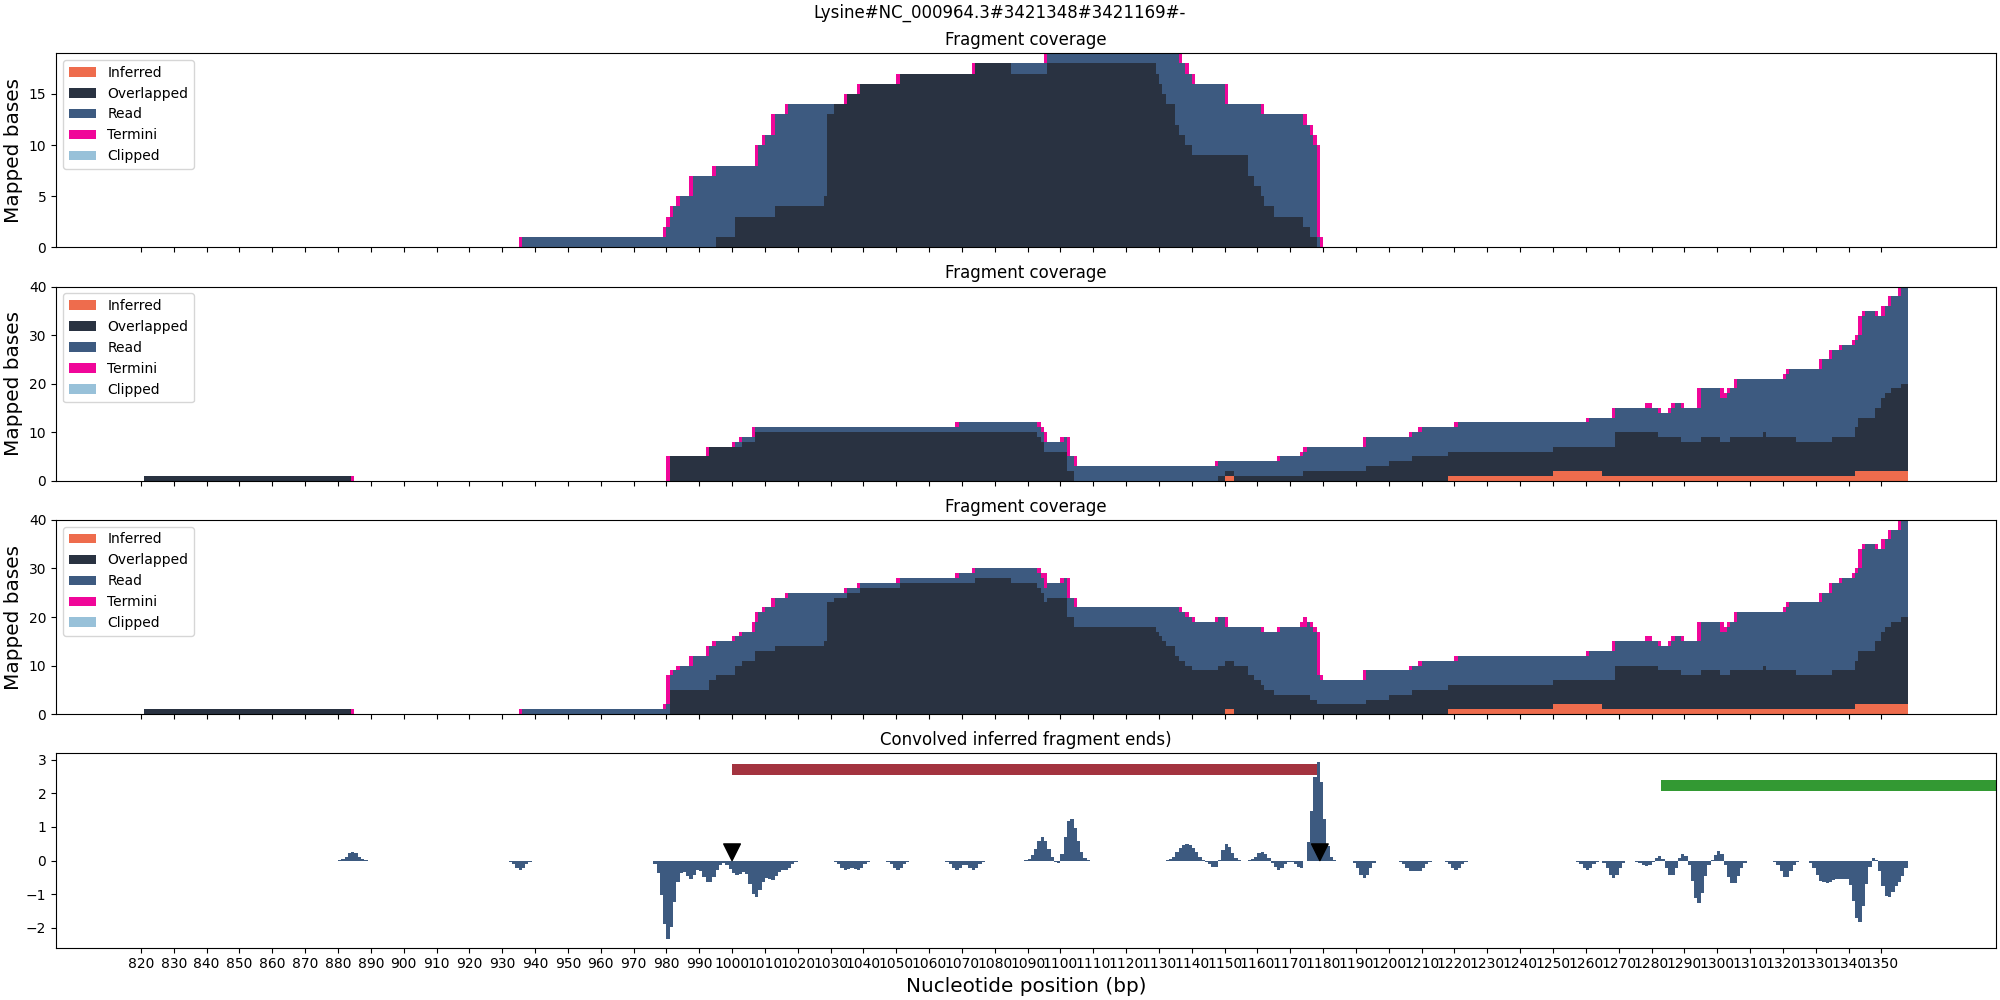 Lysine#NC_000964.3#3421348#3421169#-
Fragment coverage
Mapped bases
15
10
5
0
Inferred
Overlapped
Read
Termini
Clipped
Fragment coverage
Mapped bases
40
30
20
10
0
Inferred
Overlapped
Read
Termini
Clipped
Fragment coverage
Mapped bases
40
30
20
10
0
Inferred
Overlapped
Read
Termini
Clipped
Convolved inferred fragment ends)
3
2
1
0
−1
−2
820 830 840 850 860 870 880 890 900 910 920 930 940 950 960 970 980 990 1000 1010 1020 1030 1040 1050 1060 1070 1080 1090 1100 1110 1120 1130 1140 1150 1160 1170 1180 1190 1200 1210 1220 1230 1240 1250 1260 1270 1280 1290 1300 1310 1320 1330 1340 1350
Nucleotide position (bp)